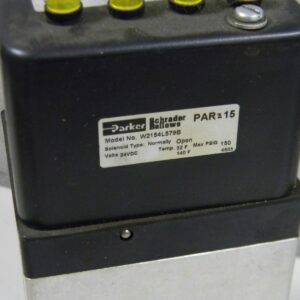 Parker Schrader Bellows PAR-15
Model No. W2154L579B
Solenoid Type: Normally Open
Volts 24VDC Temp. 32 F Max PSIG 150
140 F